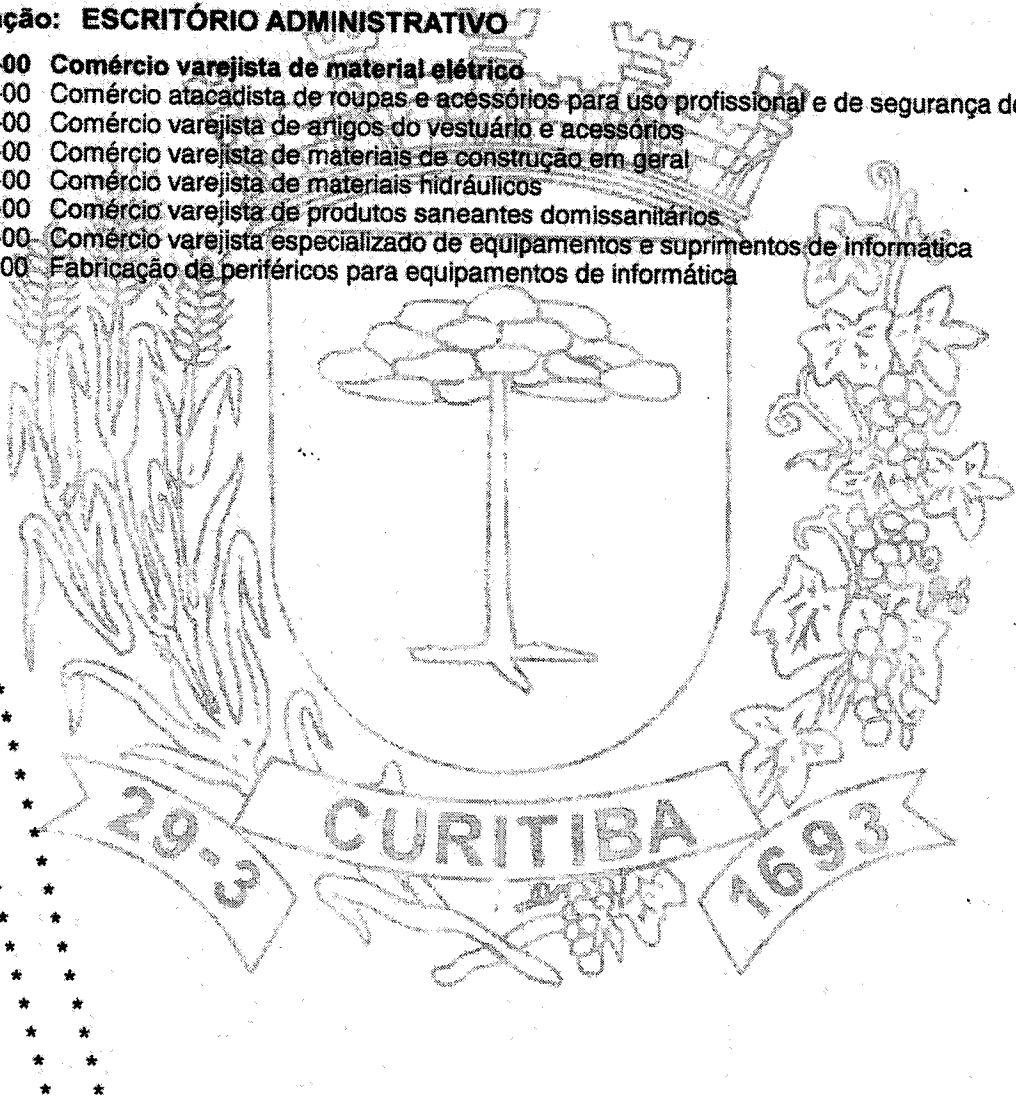 ação: ESCRITÓRIO ADMINISTRATIVO
-00 Comércio varejista de material elétrico
-00 Comércio atacadista de roupas e acessórios para uso profissional e de segurança do
-00 Comércio varejista de artigos do vestuário e acessórios
-00 Comércio varejista de materiais de construção em geral
-00 Comércio varejista de materiais hidráulicos
-00 Comércio varejista de produtos saneantes domissanitários
-00 Comércio varejista especializado de equipamentos e suprimentos de informática
00 Fabricação de periféricos para equipamentos de informática
29-3 CURITIBA 1693